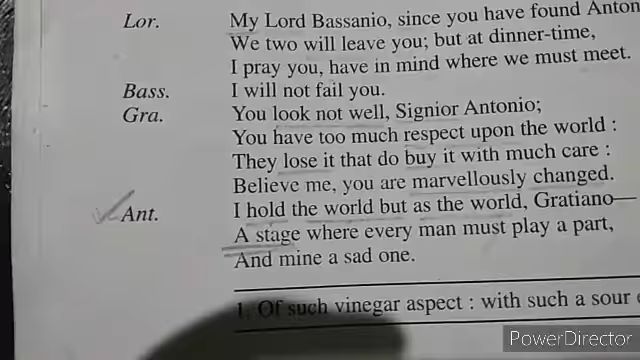 Lor. My Lord Bassanio, since you have found Anton
We two will leave you; but at dinner-time,
I pray you, have in mind where we must meet.
Bass. I will not fail you.
Gra. You look not well, Signior Antonio;
You have too much respect upon the world :
They lose it that do buy it with much care :
Believe me, you are marvellously changed.
Ant. I hold the world but as the world, Gratiano—
A stage where every man must play a part,
And mine a sad one.
1. Of such vinegar aspect : with such a sour
PowerDirector